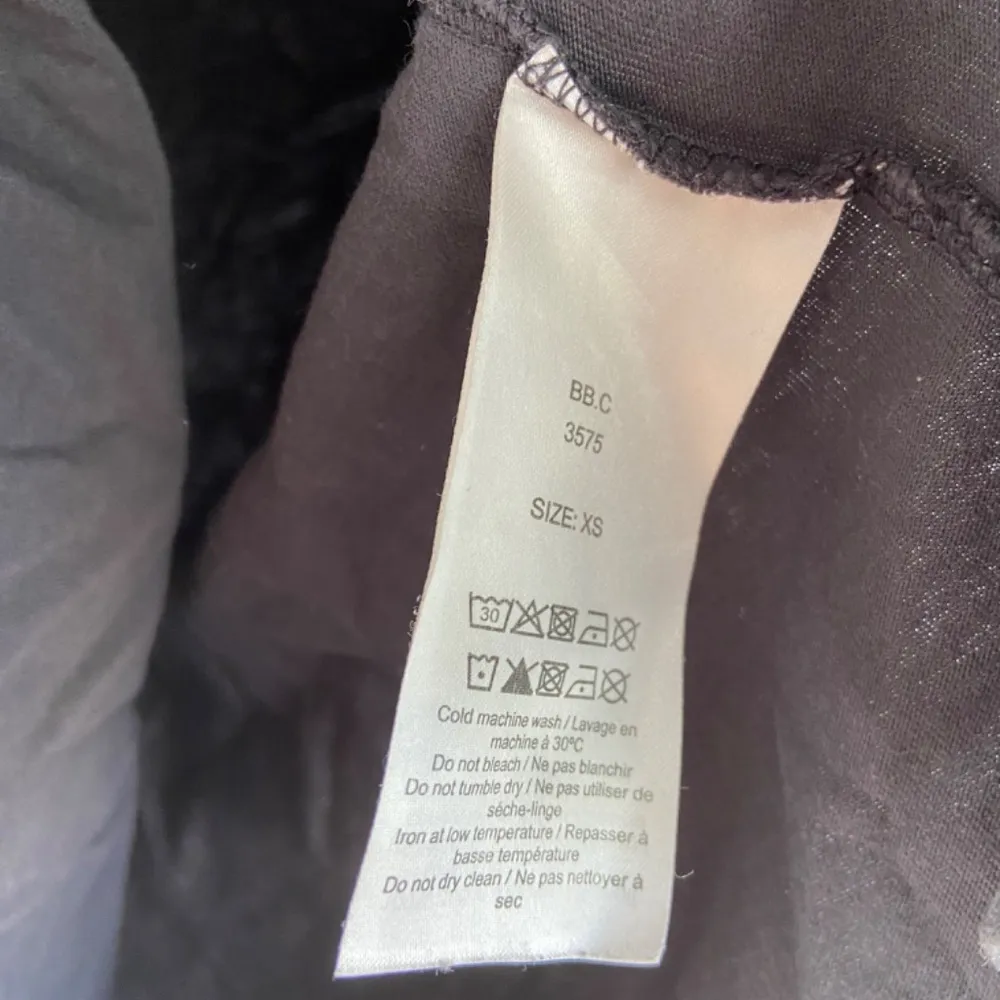 BB.C
3575
SIZE: XS
30
Cold machine wash / Lavage en
machine à 30ºC
Do not bleach / Ne pas blanchir
Do not tumble dry / Ne pas utiliser de
séche-linge
Iron at low temperature / Repasser à
basse température
Do not dry clean / Ne pas nettoyer à
sec